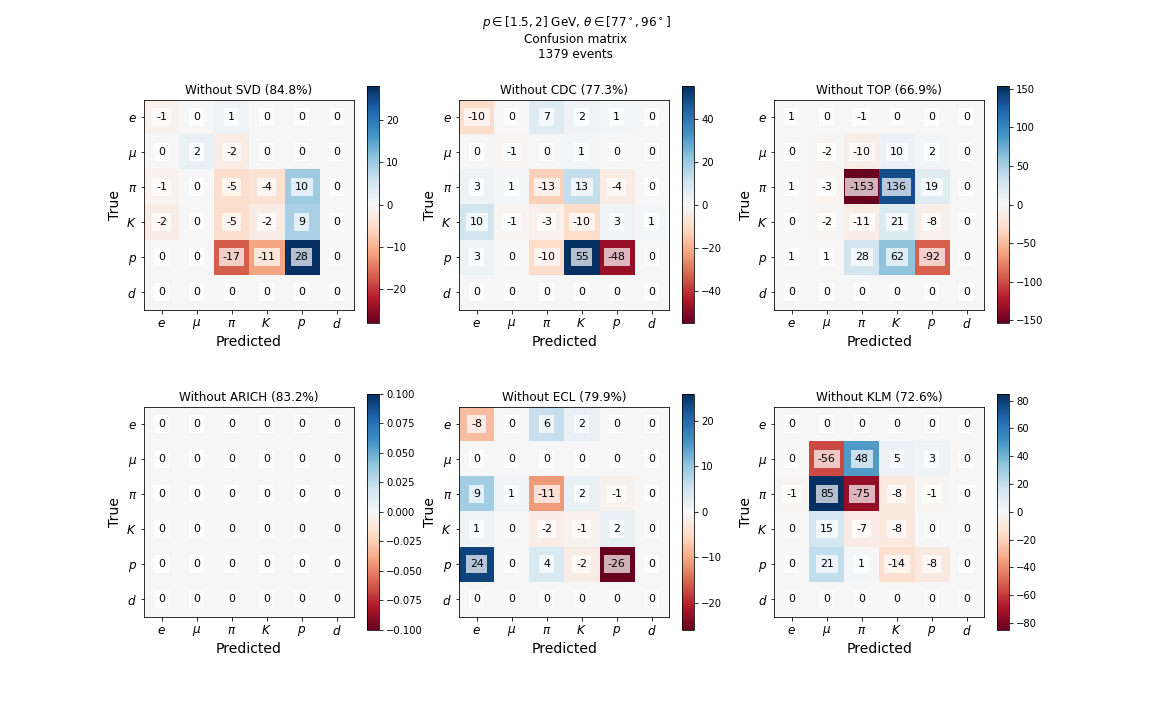 p ∈ [1.5, 2] GeV, θ ∈ [77°, 96°]
Confusion matrix
1379 events
Without SVD (84.8%)
True
e -1 0 1 0 0 0
μ 0 2 -2 0 0 0
π -1 0 -5 -4 10 0
K -2 0 -5 -2 9 0
p 0 0 -17 -11 28 0
d 0 0 0 0 0 0
e μ π K p d
Predicted
20
10
0
−10
−20
Without CDC (77.3%)
True
e -10 0 7 2 1 0
μ 0 -1 0 1 0 0
π 3 1 -13 13 -4 0
K 10 -1 -3 -10 3 1
p 3 0 -10 55 -48 0
d 0 0 0 0 0 0
e μ π K p d
Predicted
40
20
0
−20
−40
Without TOP (66.9%)
True
e 1 0 -1 0 0 0
μ 0 -2 -10 10 2 0
π 1 -3 -153 136 19 0
K 0 -2 -11 21 -8 0
p 1 1 28 62 -92 0
d 0 0 0 0 0 0
e μ π K p d
Predicted
150
100
50
0
−50
−100
−150
Without ARICH (83.2%)
True
e 0 0 0 0 0 0
μ 0 0 0 0 0 0
π 0 0 0 0 0 0
K 0 0 0 0 0 0
p 0 0 0 0 0 0
d 0 0 0 0 0 0
e μ π K p d
Predicted
0.100
0.075
0.050
0.025
0.000
−0.025
−0.050
−0.075
−0.100
Without ECL (79.9%)
True
e -8 0 6 2 0 0
μ 0 0 0 0 0 0
π 9 1 -11 2 -1 0
K 1 0 -2 -1 2 0
p 24 0 4 -2 -26 0
d 0 0 0 0 0 0
e μ π K p d
Predicted
20
10
0
−10
−20
Without KLM (72.6%)
True
e 0 0 0 0 0 0
μ 0 -56 48 5 3 0
π -1 85 -75 -8 -1 0
K 0 15 -7 -8 0 0
p 0 21 1 -14 -8 0
d 0 0 0 0 0 0
e μ π K p d
Predicted
80
60
40
20
0
−20
−40
−60
−80